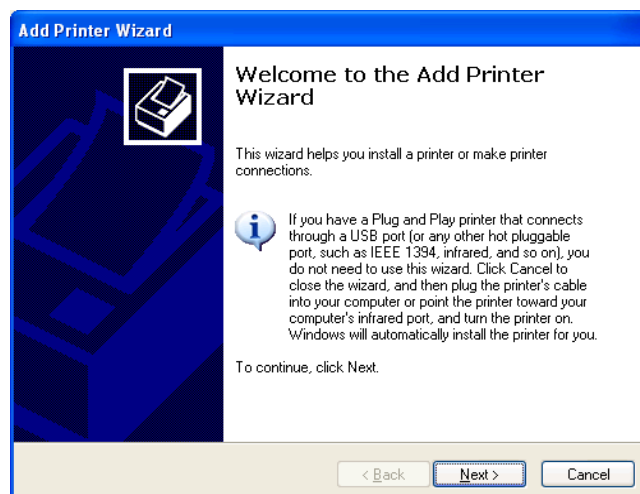 Add Printer Wizard
Welcome to the Add Printer
Wizard
This wizard helps you install a printer or make printer
connections.
If you have a Plug and Play printer that connects
through a USB port (or any other hot pluggable
port, such as IEEE 1394, infrared, and so on), you
do not need to use this wizard. Click Cancel to
close the wizard, and then plug the printer's cable
into your computer or point the printer toward your
computer's infrared port, and turn the printer on.
Windows will automatically install the printer for you.
To continue, click Next.
< Back Next > Cancel